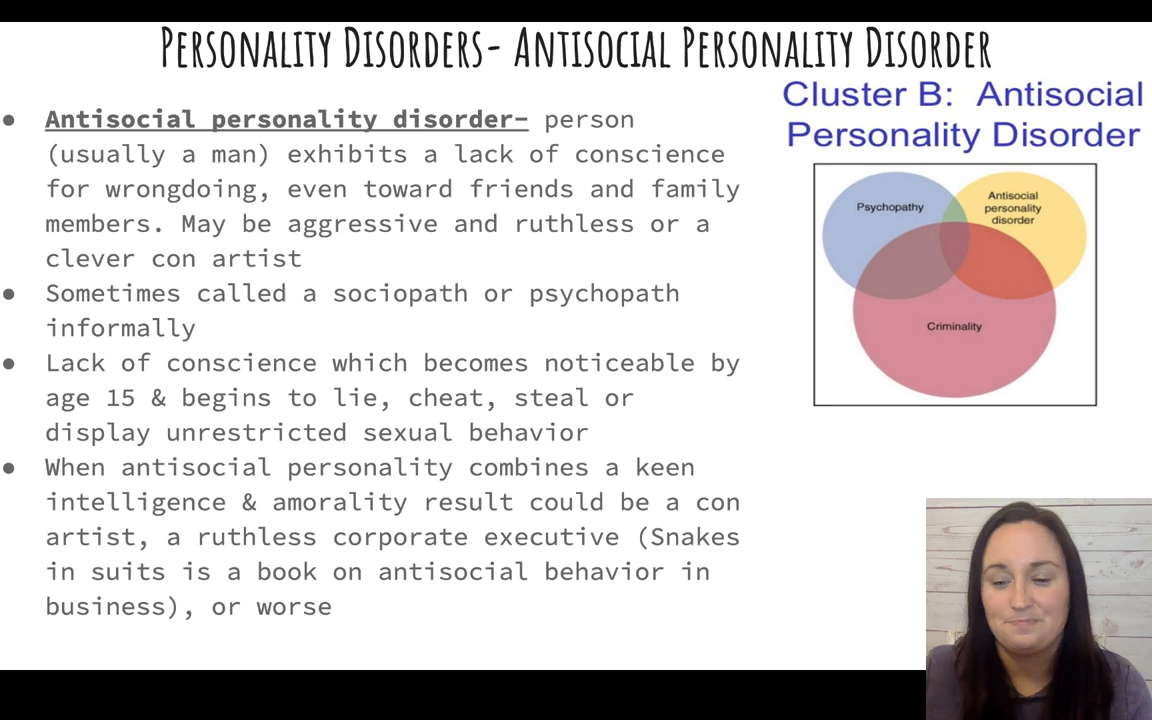 Personality Disorders- Antisocial Personality Disorder
● Antisocial personality disorder- person
(usually a man) exhibits a lack of conscience
for wrongdoing, even toward friends and family
members. May be aggressive and ruthless or a
clever con artist
● Sometimes called a sociopath or psychopath
informally
● Lack of conscience which becomes noticeable by
age 15 & begins to lie, cheat, steal or
display unrestricted sexual behavior
● When antisocial personality combines a keen
intelligence & amorality result could be a con
artist, a ruthless corporate executive (Snakes
in suits is a book on antisocial behavior in
business), or worse
Cluster B: Antisocial
Personality Disorder
Psychopathy
Antisocial
personality
disorder
Criminality